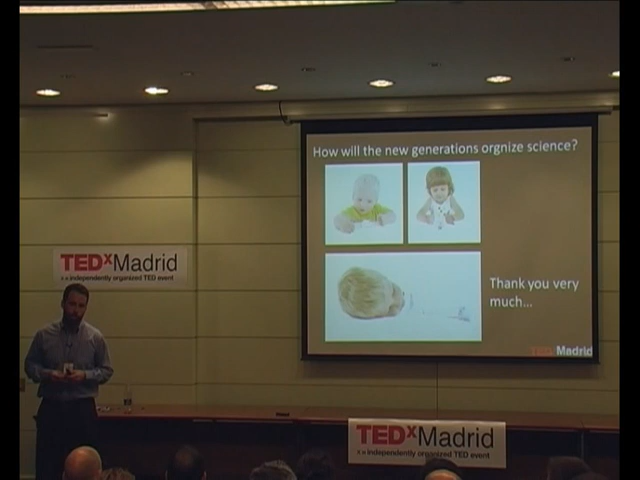 How will the new generations orgnize science?
Thank you very
much...
TEDxMadrid
TEDxMadrid
x = independently organized TED event
TEDxMadrid
x = independently organized TED event